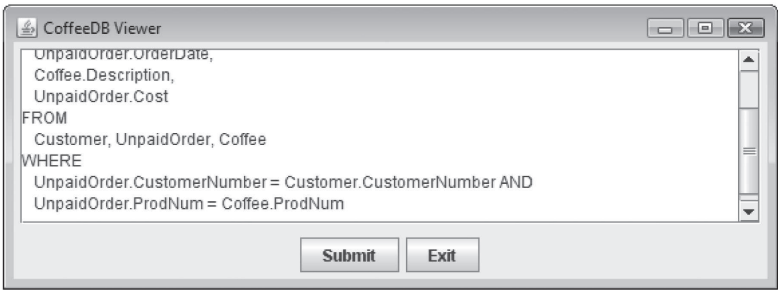 CoffeeDB Viewer
UnpaidOrder.OrderDate,
Coffee.Description,
UnpaidOrder.Cost
FROM
Customer, UnpaidOrder, Coffee
WHERE
UnpaidOrder.CustomerNumber = Customer.CustomerNumber AND
UnpaidOrder.ProdNum = Coffee.ProdNum
Submit Exit